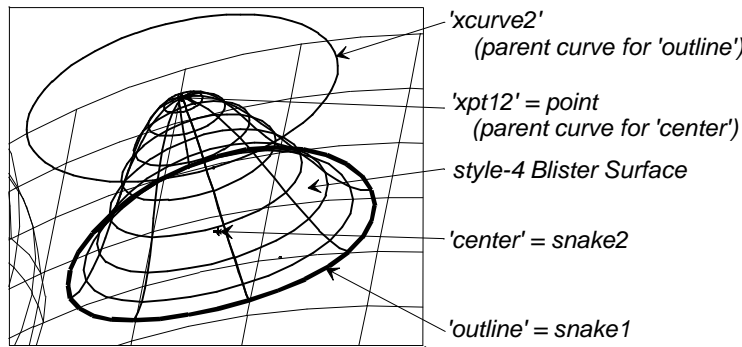 'xcurve2'
(parent curve for 'outline')
'xpt12' = point
(parent curve for 'center')
style-4 Blister Surface
'center' = snake2
'outline' = snake1